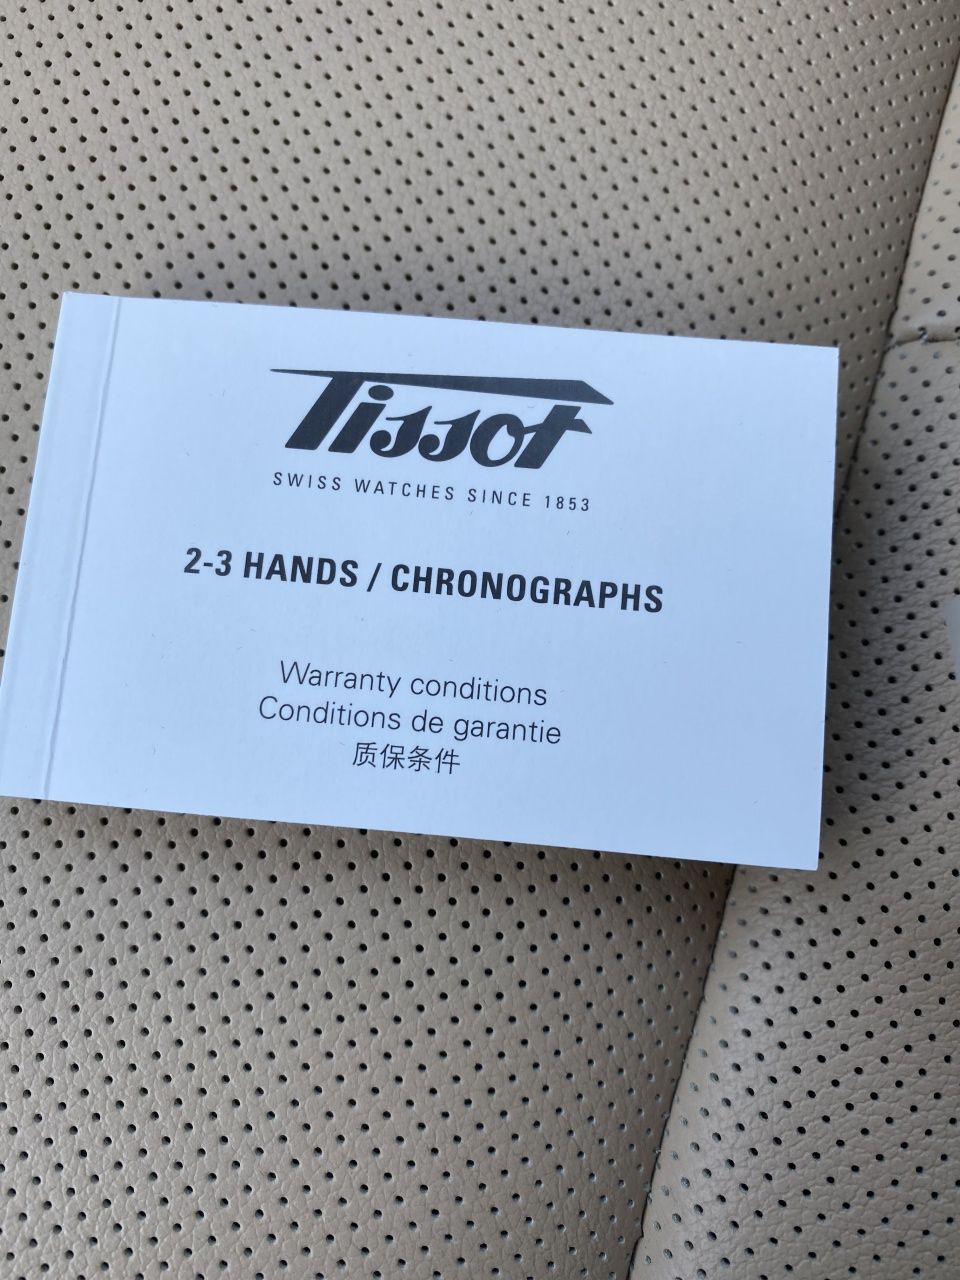 Tissot
SWISS WATCHES SINCE 1853
2-3 HANDS / CHRONOGRAPHS
Warranty conditions
Conditions de garantie
质保条件